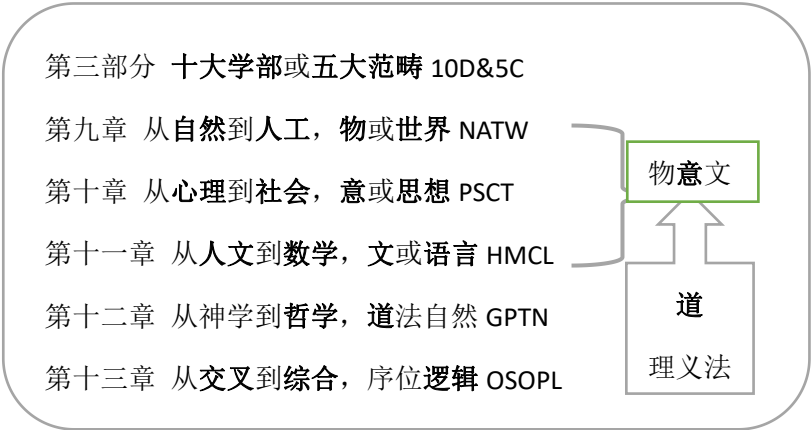 第三部分 十大学部或五大范畴 10D&5C
第九章 从自然到人工，物或世界 NATW
第十章 从心理到社会，意或思想 PSCT
第十一章 从人文到数学，文或语言 HMCL
第十二章 从神学到哲学，道法自然 GPTN
第十三章 从交叉到综合，序位逻辑 OSOPL
物意文
道
理义法